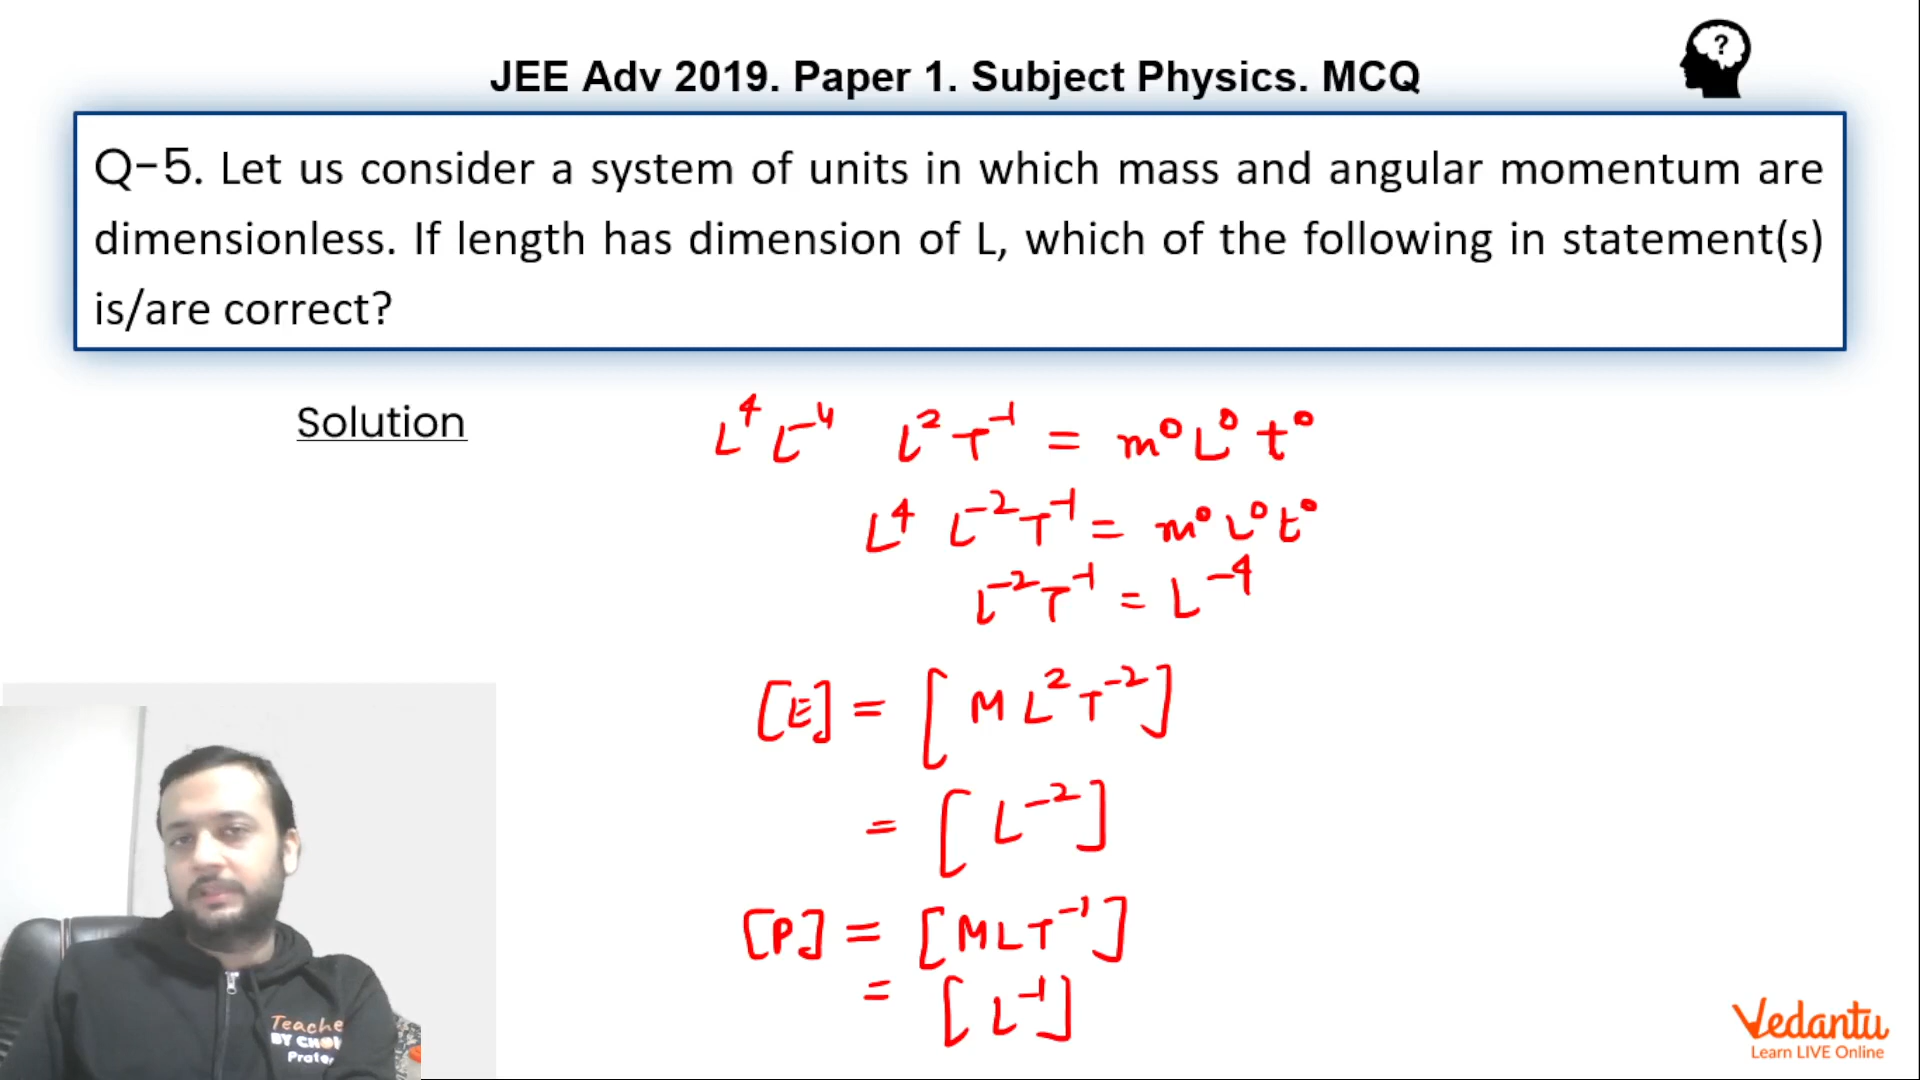 ?
JEE Adv 2019. Paper 1. Subject Physics. MCQ
Q-5. Let us consider a system of units in which mass and angular momentum are
dimensionless. If length has dimension of L, which of the following in statement(s)
is/are correct?
Solution
L⁴ L⁻⁴ L² T⁻¹ = m⁰ L⁰ t⁰
L⁴ L⁻² T⁻¹ = m⁰ L⁰ t⁰
L⁻² T⁻¹ = L⁻⁴
[E] = [M L² T⁻²]
= [L⁻²]
[P] = [M L T⁻¹]
= [L⁻¹]
Teache
BY CHOI
Vedantu
Learn LIVE Online